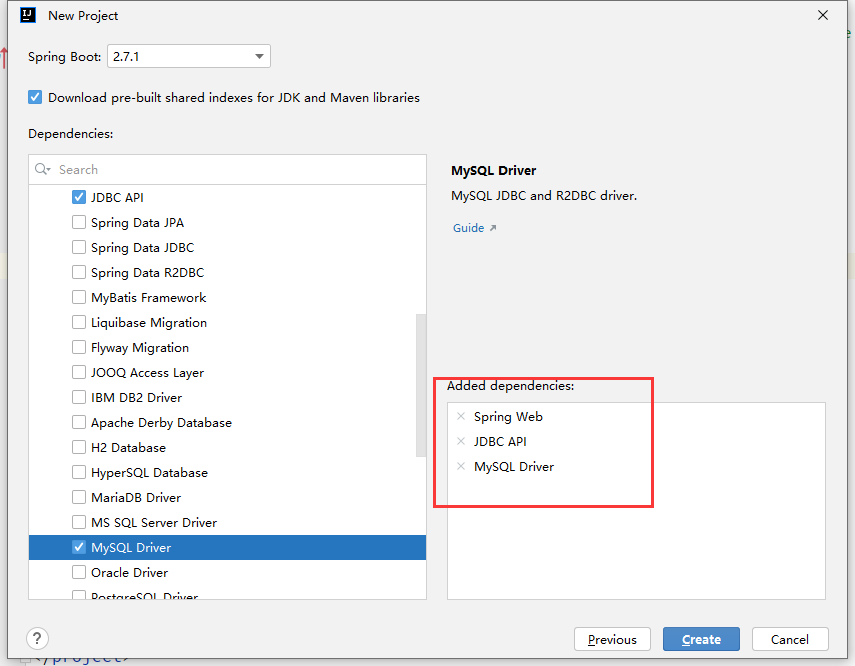 New Project
Spring Boot: 2.7.1
Download pre-built shared indexes for JDK and Maven libraries
Dependencies:
Search
JDBC API
Spring Data JPA
Spring Data JDBC
Spring Data R2DBC
MyBatis Framework
Liquibase Migration
Flyway Migration
JOOQ Access Layer
IBM DB2 Driver
Apache Derby Database
H2 Database
HyperSQL Database
MariaDB Driver
MS SQL Server Driver
MySQL Driver
Oracle Driver
PostgreSQL Driver
MySQL Driver
MySQL JDBC and R2DBC driver.
Guide
Added dependencies:
Spring Web
JDBC API
MySQL Driver
? Previous Create Cancel
</project>